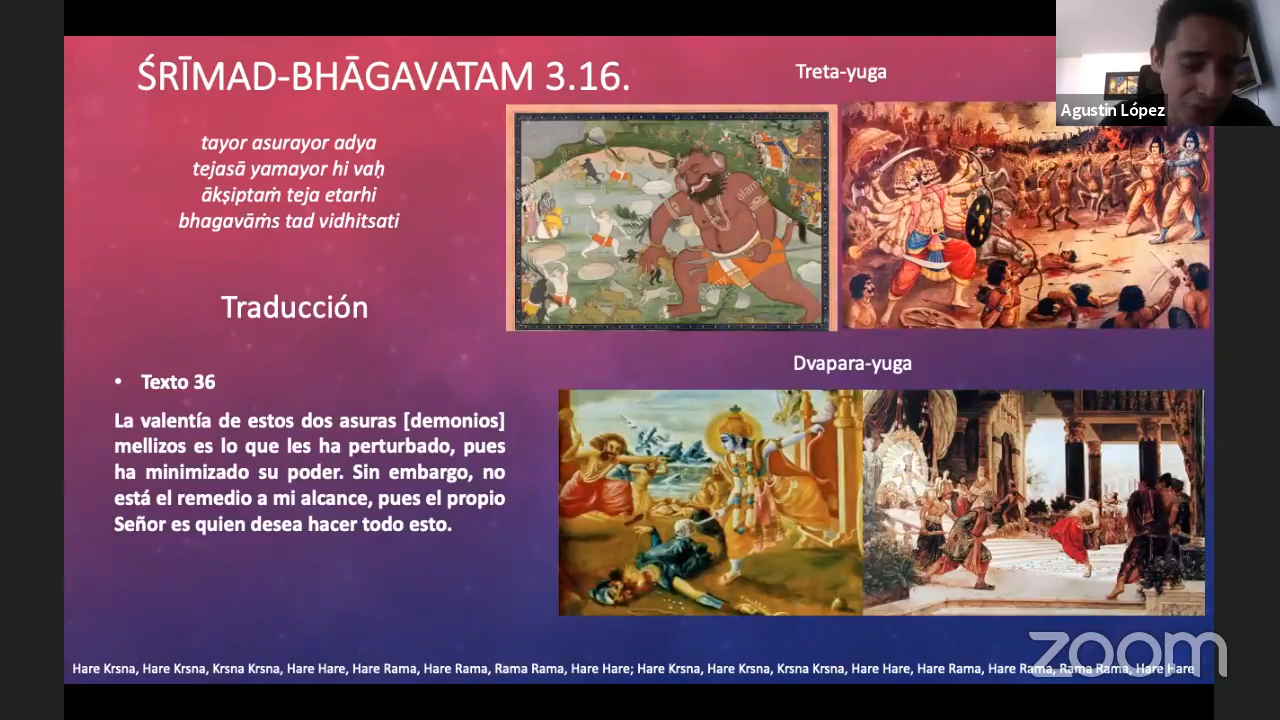 ŚRĪMAD-BHĀGAVATAM 3.16.
Treta-yuga
Agustín López
tayor asurayor adya
tejasā yamayor hi vaḥ
ākṣiptaṁ teja etarhi
bhagavāṁs tad vidhitsati
alamy
alamy
Traducción
Dvapara-yuga
• Texto 36
La valentía de estos dos asuras [demonios]
mellizos es lo que les ha perturbado, pues
ha minimizado su poder. Sin embargo, no
está el remedio a mi alcance, pues el propio
Señor es quien desea hacer todo esto.
zoom
Hare Krsna, Hare Krsna, Krsna Krsna, Hare Hare, Hare Rama, Hare Rama, Rama Rama, Hare Hare; Hare Krsna, Hare Krsna, Krsna Krsna, Hare Hare, Hare Rama, Hare Rama, Rama Rama, Hare Hare